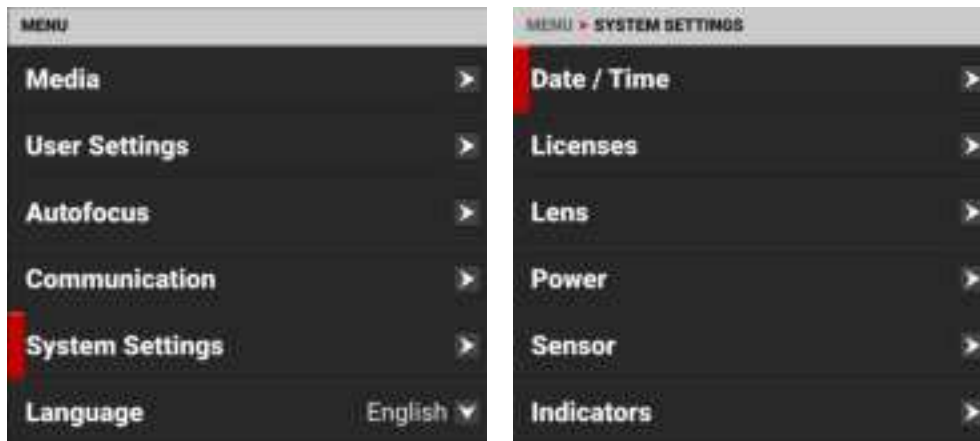 MENU
Media
User Settings
Autofocus
Communication
System Settings
Language English
MENU ▸ SYSTEM SETTINGS
Date / Time
Licenses
Lens
Power
Sensor
Indicators